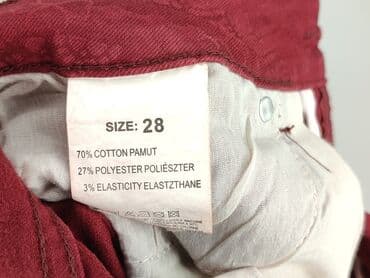 SIZE: 28
70% COTTON PAMUT
27% POLYESTER POLIÉSZTER
3% ELASTICITY ELASZTHANE